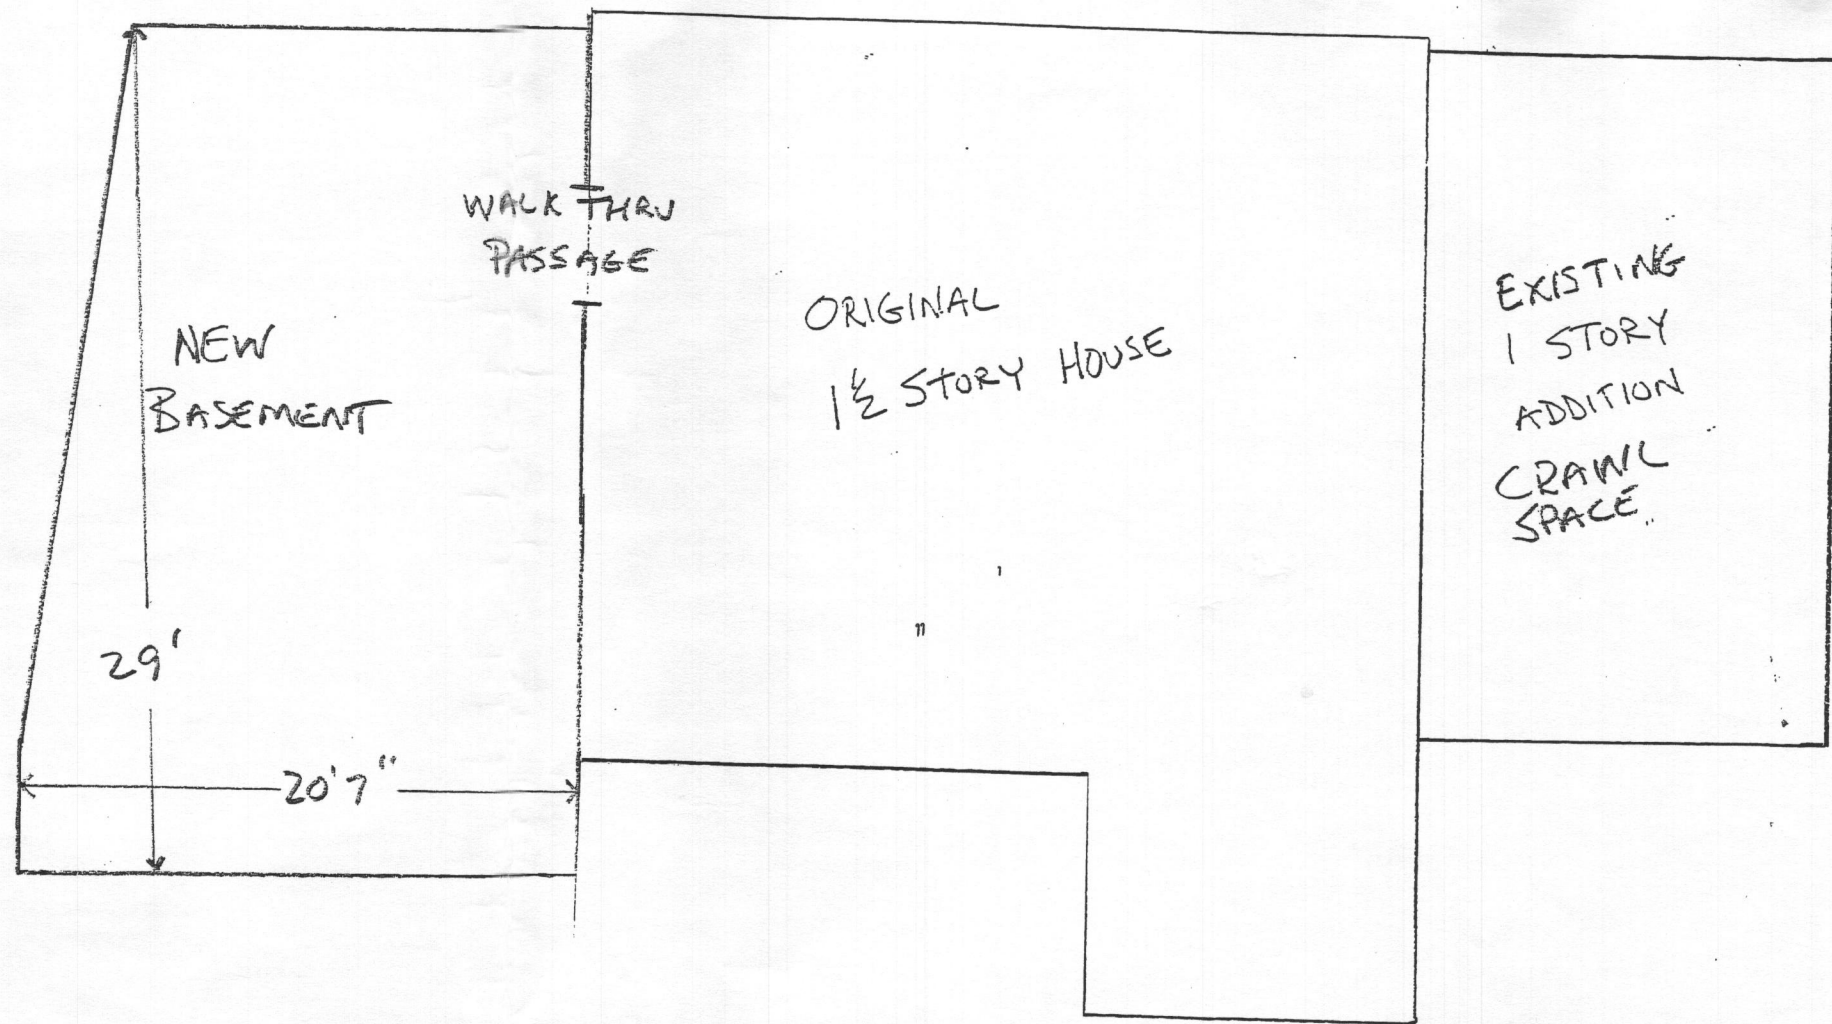 WALK THRU
PASSAGE
NEW
BASEMENT
29'
20'7"
ORIGINAL
1½ STORY HOUSE
EXISTING
1 STORY
ADDITION
CRAWL
SPACE